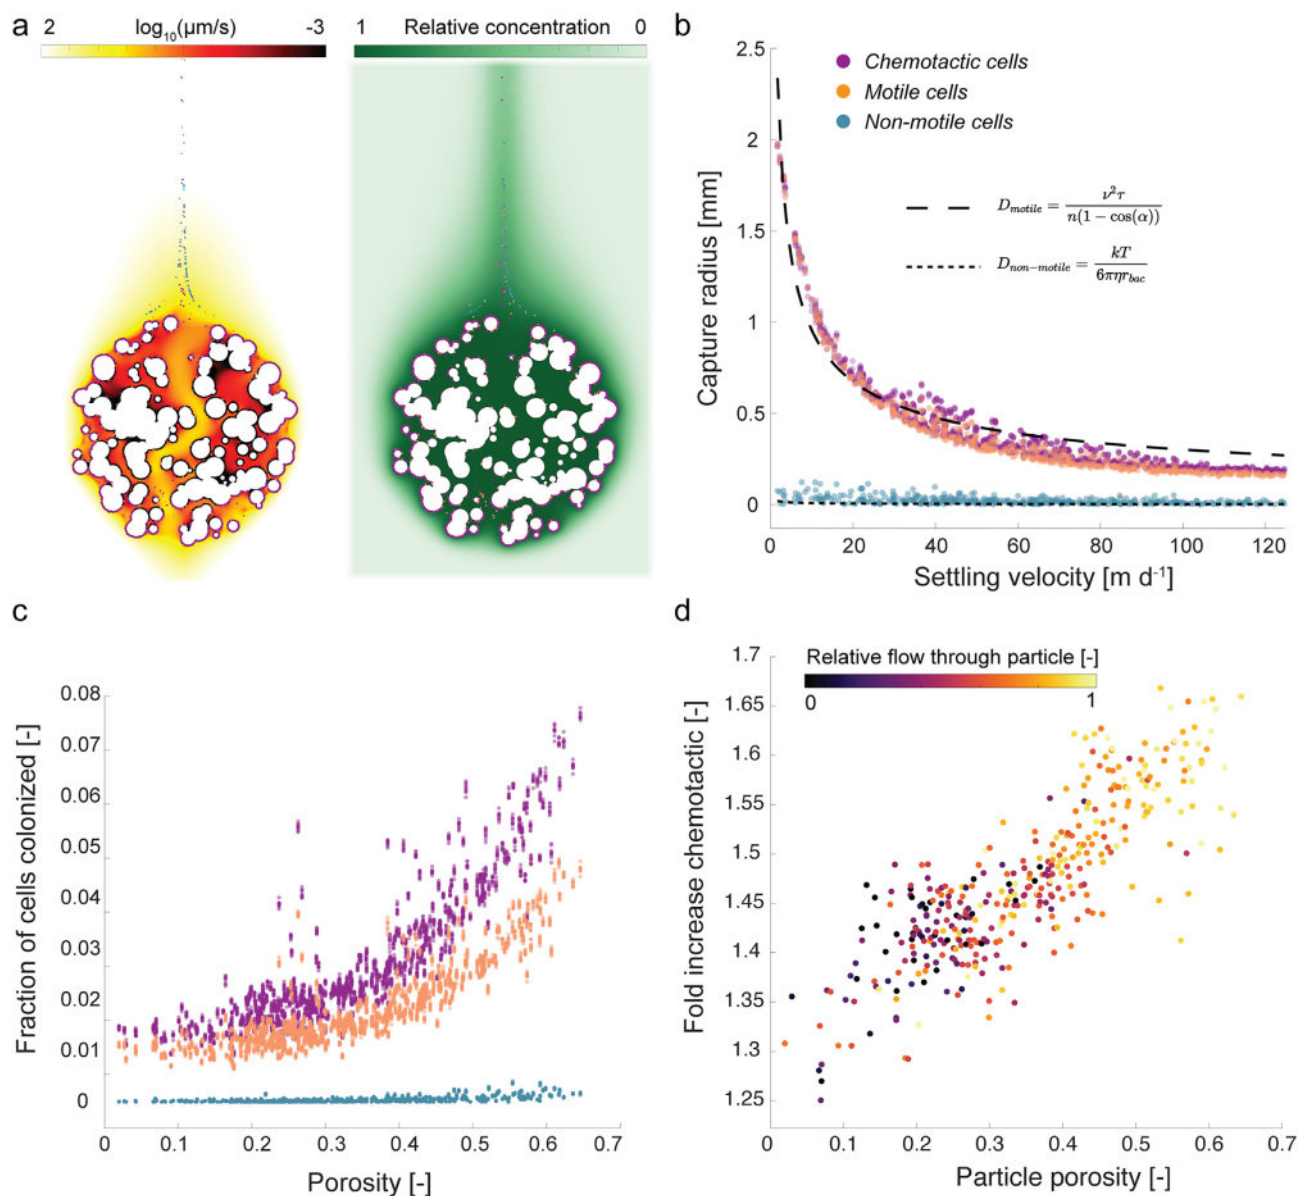 a
2 log10(μm/s) -3
1 Relative concentration 0
b
2.5
2
1.5
1
0.5
0
Capture radius [mm]
Chemotactic cells
Motile cells
Non-motile cells
D_motile = ν²τ / n(1 − cos(α))
D_non−motile = kT / 6πηr_bac
0 20 40 60 80 100 120
Settling velocity [m d⁻¹]
c
0.08
0.07
0.06
0.05
0.04
0.03
0.02
0.01
0
Fraction of cells colonized [-]
0 0.1 0.2 0.3 0.4 0.5 0.6 0.7
Porosity [-]
d
1.7
1.65
1.6
1.55
1.5
1.45
1.4
1.35
1.3
1.25
Fold increase chemotactic [-]
Relative flow through particle [-]
0 1
0 0.1 0.2 0.3 0.4 0.5 0.6 0.7
Particle porosity [-]